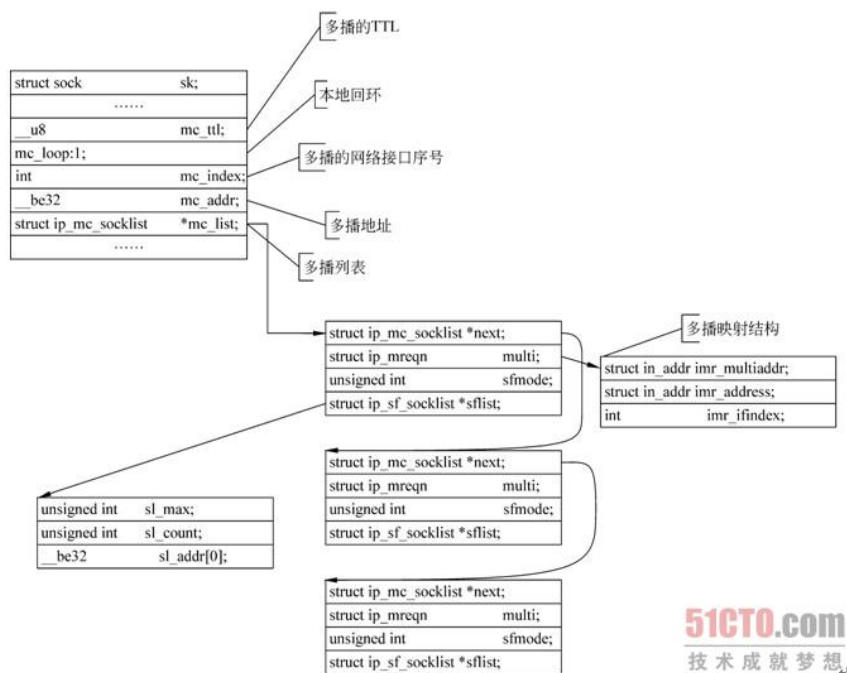 多播的TTL
struct sock sk;
本地回环
……
__u8 mc_ttl;
mc_loop:1;
多播的网络接口序号
int mc_index;
__be32 mc_addr;
多播地址
struct ip_mc_socklist *mc_list;
……
多播列表
struct ip_mc_socklist *next;
struct ip_mreqn multi;
unsigned int sfmode;
struct ip_sf_socklist *sflist;
多播映射结构
struct in_addr imr_multiaddr;
struct in_addr imr_address;
int imr_ifindex;
struct ip_mc_socklist *next;
struct ip_mreqn multi;
unsigned int sfmode;
struct ip_sf_socklist *sflist;
unsigned int sl_max;
unsigned int sl_count;
__be32 sl_addr[0];
struct ip_mc_socklist *next;
struct ip_mreqn multi;
unsigned int sfmode;
struct ip_sf_socklist *sflist;
51CTO.com
技术成就梦想